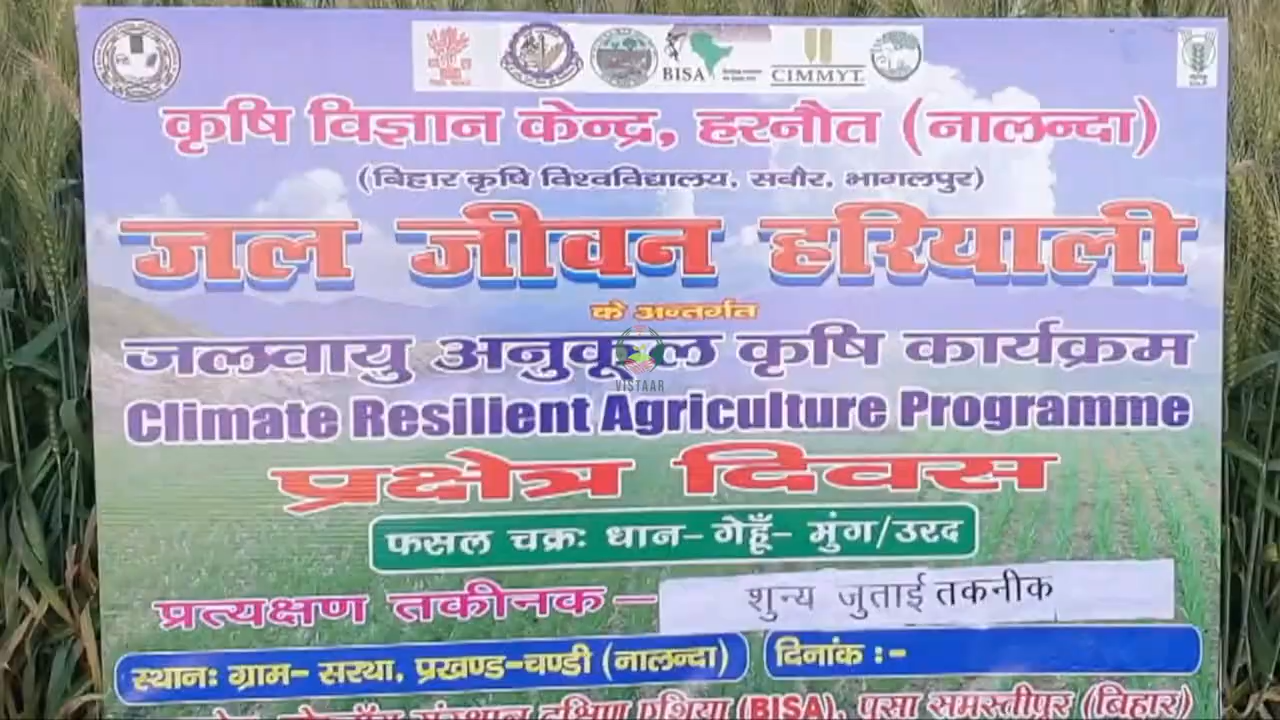 BISA
CIMMYT
कृषि विज्ञान केन्द्र, हरनौत (नालन्दा)
(बिहार कृषि विश्वविद्यालय, सबौर, भागलपुर)
जल जीवन हरियाली
के अन्तर्गत
जलवायु अनुकूल कृषि कार्यक्रम
VISTAAR
Climate Resilient Agriculture Programme
प्रक्षेत्र दिवस
फसल चक्रः धान- गेहूँ- मुंग/उरद
प्रत्यक्षण तकीनक – शुन्य जुताई तकनीक
स्थानः ग्राम- सरथा, प्रखण्ड-चण्डी (नालन्दा) दिनांक :-
संस्थान दक्षिण एशिया (BISA), पुसा समस्तीपुर (बिहार)